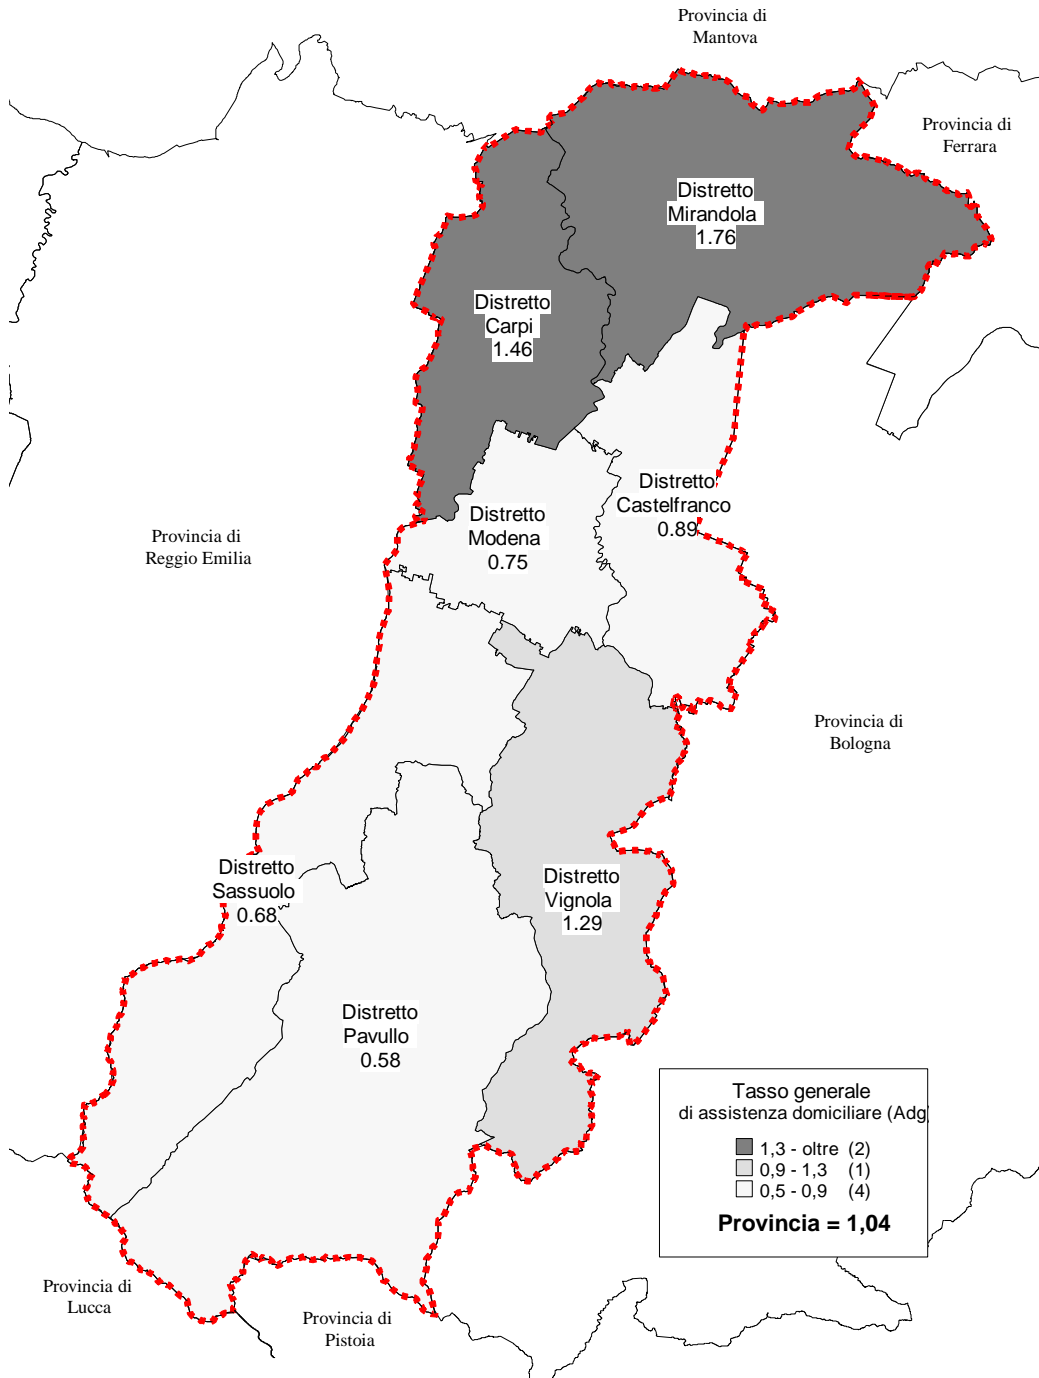 Provincia di
Mantova
Provincia di
Ferrara
Distretto
Mirandola
1.76
Distretto
Carpi
1.46
Distretto
Castelfranco
0.89
Distretto
Modena
0.75
Provincia di
Reggio Emilia
Provincia di
Bologna
Distretto
Sassuolo
0.68
Distretto
Vignola
1.29
Distretto
Pavullo
0.58
Tasso generale
di assistenza domiciliare (Adg
1,3 - oltre (2)
0,9 - 1,3 (1)
0,5 - 0,9 (4)
Provincia = 1,04
Provincia di
Lucca
Provincia di
Pistoia